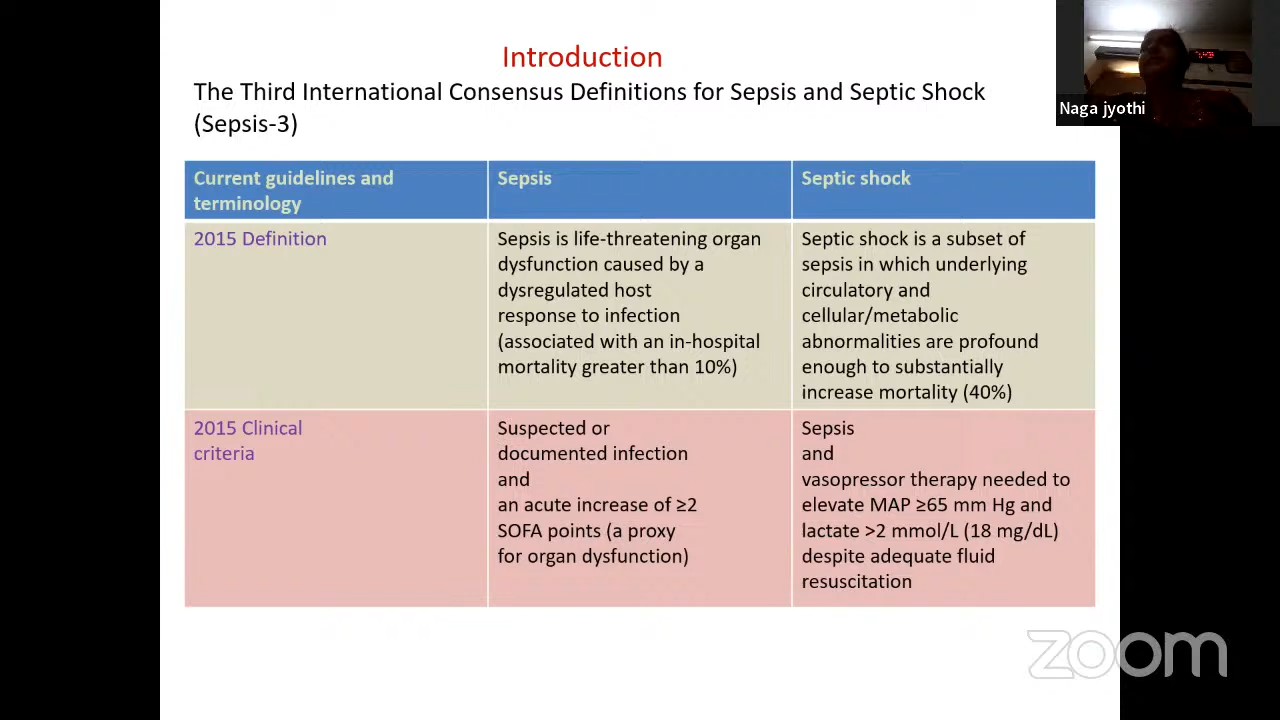 Introduction
The Third International Consensus Definitions for Sepsis and Septic Shock
(Sepsis-3)
Naga jyothi
Current guidelines and
terminology
Sepsis
Septic shock
2015 Definition
Sepsis is life-threatening organ
dysfunction caused by a
dysregulated host
response to infection
(associated with an in-hospital
mortality greater than 10%)
Septic shock is a subset of
sepsis in which underlying
circulatory and
cellular/metabolic
abnormalities are profound
enough to substantially
increase mortality (40%)
2015 Clinical
criteria
Suspected or
documented infection
and
an acute increase of ≥2
SOFA points (a proxy
for organ dysfunction)
Sepsis
and
vasopressor therapy needed to
elevate MAP ≥65 mm Hg and
lactate >2 mmol/L (18 mg/dL)
despite adequate fluid
resuscitation
zoom